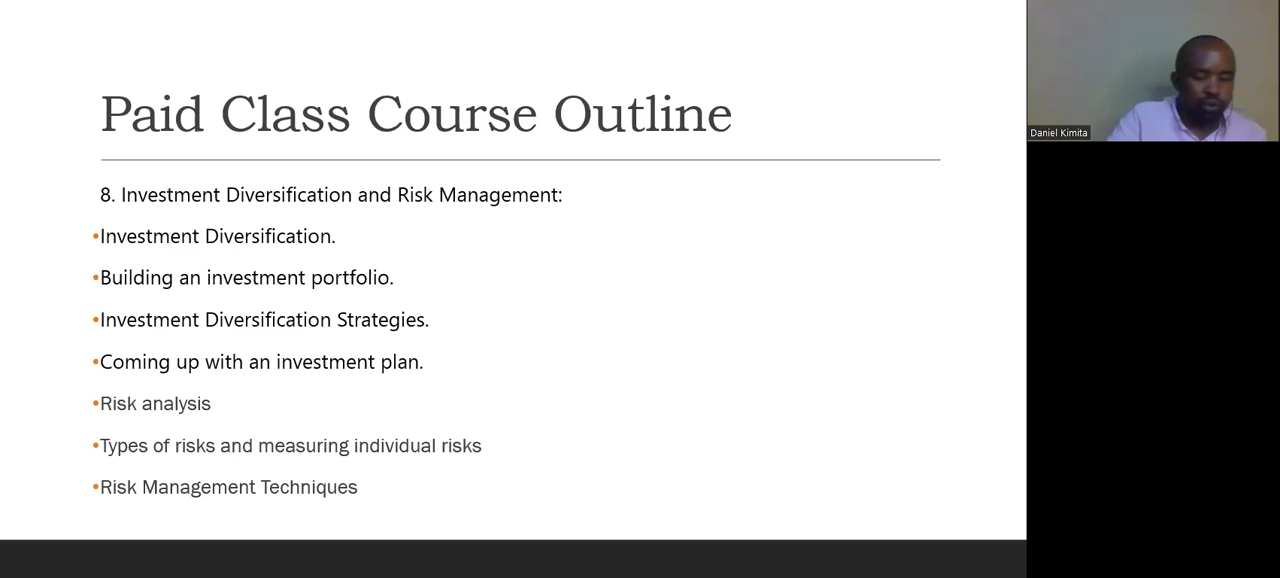 Paid Class Course Outline
8. Investment Diversification and Risk Management:
•Investment Diversification.
•Building an investment portfolio.
•Investment Diversification Strategies.
•Coming up with an investment plan.
•Risk analysis
•Types of risks and measuring individual risks
•Risk Management Techniques
Daniel Kimita